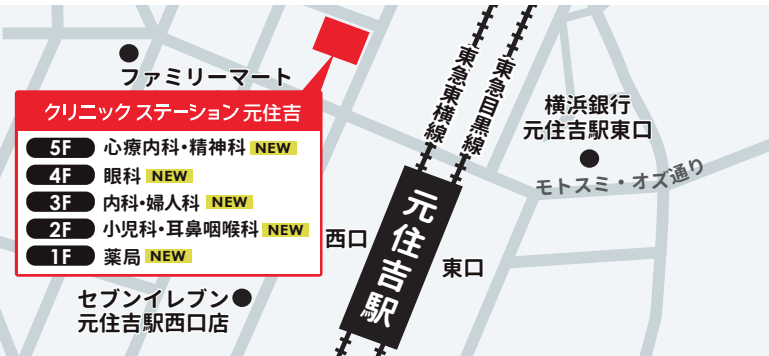 ファミリーマート
クリニックステーション元住吉
5F 心療内科・精神科 NEW
4F 眼科 NEW
3F 内科・婦人科 NEW
2F 小児科・耳鼻咽喉科 NEW
1F 薬局 NEW
セブンイレブン
元住吉駅西口店
東急東横線
東急目黒線
西口
元住吉駅
東口
横浜銀行
元住吉駅東口
モトスミ・オズ通り